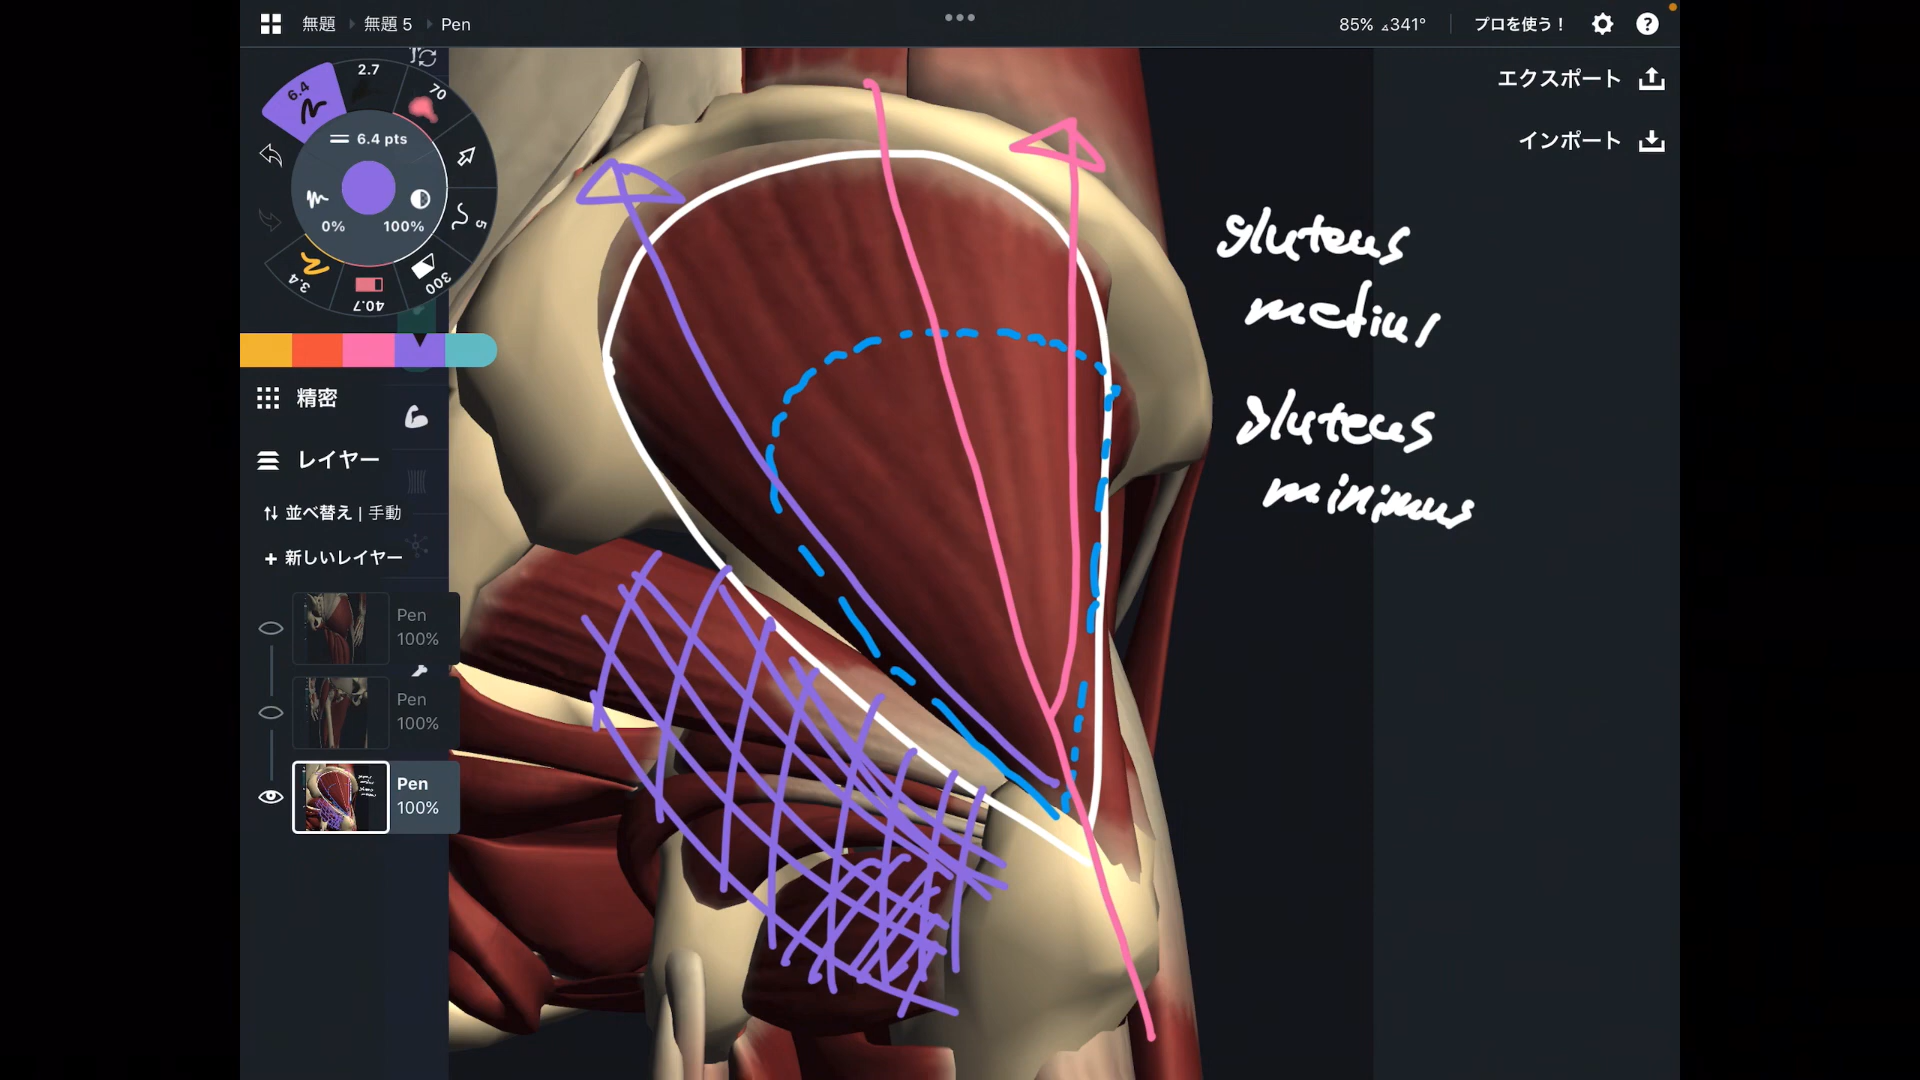 無題 無題 5 Pen
85% ⊿341°
プロを使う！
エクスポート
インポート
2.7
6.4
70
6.4 pts
0%
100%
5
3.4
40.7
300
精密
レイヤー
並べ替え | 手動
+ 新しいレイヤー
Pen
100%
Pen
100%
Pen
100%
gluteus
medius
gluteus
minimus